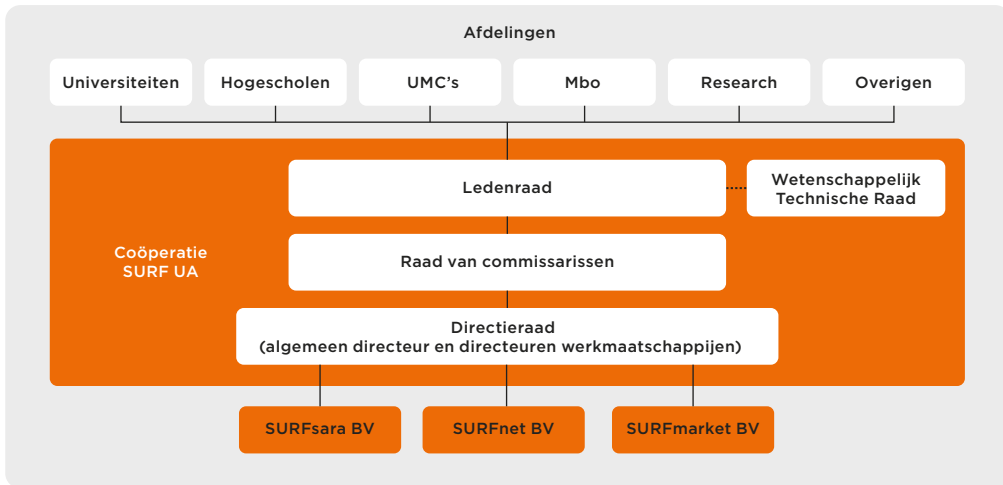 Afdelingen
Universiteiten
Hogescholen
UMC’s
Mbo
Research
Overigen
Ledenraad
Wetenschappelijk
Technische Raad
Raad van commissarissen
Coöperatie
SURF UA
Directieraad
(algemeen directeur en directeuren werkmaatschappijen)
SURFsara BV
SURFnet BV
SURFmarket BV